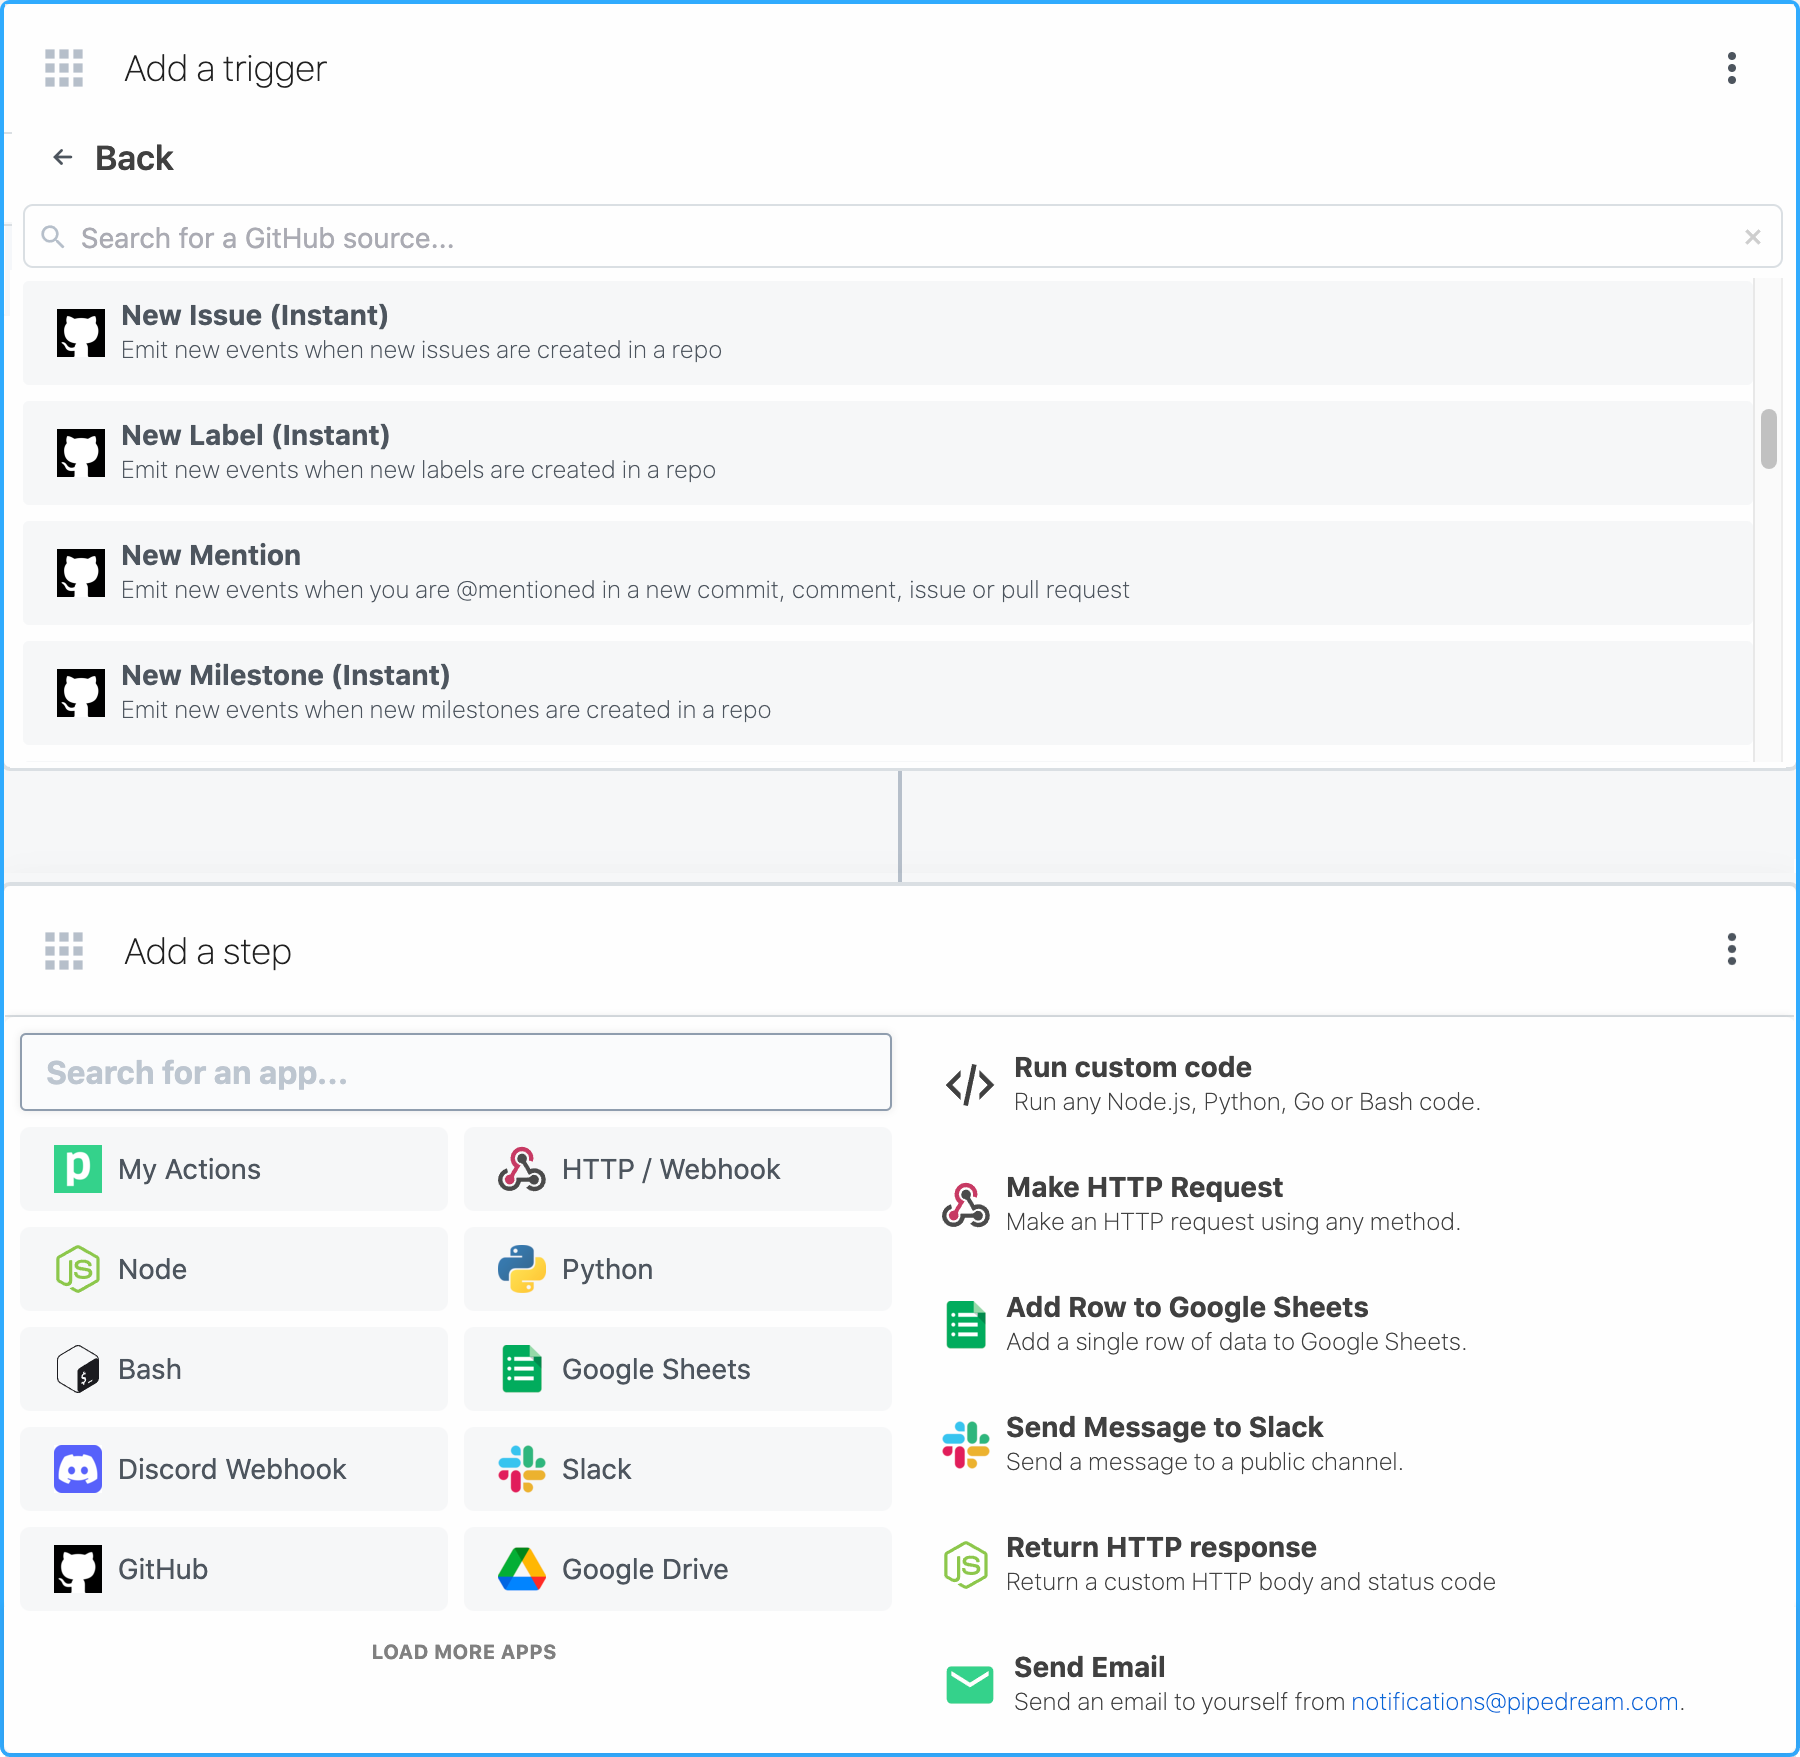 Add a trigger
Back
Search for a GitHub source...
New Issue (Instant)
Emit new events when new issues are created in a repo
New Label (Instant)
Emit new events when new labels are created in a repo
New Mention
Emit new events when you are @mentioned in a new commit, comment, issue or pull request
New Milestone (Instant)
Emit new events when new milestones are created in a repo
Add a step
Search for an app...
My Actions
HTTP / Webhook
Node
Python
Bash
Google Sheets
Discord Webhook
Slack
GitHub
Google Drive
LOAD MORE APPS
Run custom code
Run any Node.js, Python, Go or Bash code.
Make HTTP Request
Make an HTTP request using any method.
Add Row to Google Sheets
Add a single row of data to Google Sheets.
Send Message to Slack
Send a message to a public channel.
Return HTTP response
Return a custom HTTP body and status code
Send Email
Send an email to yourself from notifications@pipedream.com.